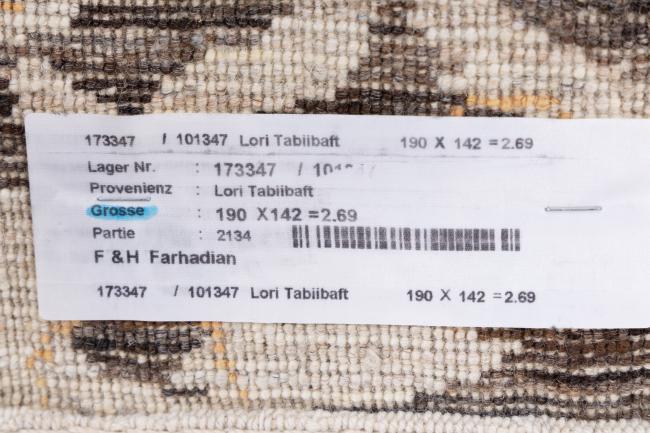 173347 / 101347 Lori Tabiibaft 190 X 142 = 2.69
Lager Nr. : 173347 /
Provenienz : Lori Tabiibaft
Grosse : 190 X142 = 2.69
Partie : 2134
F & H Farhadian
173347 / 101347 Lori Tabiibaft 190 X 142 = 2.69